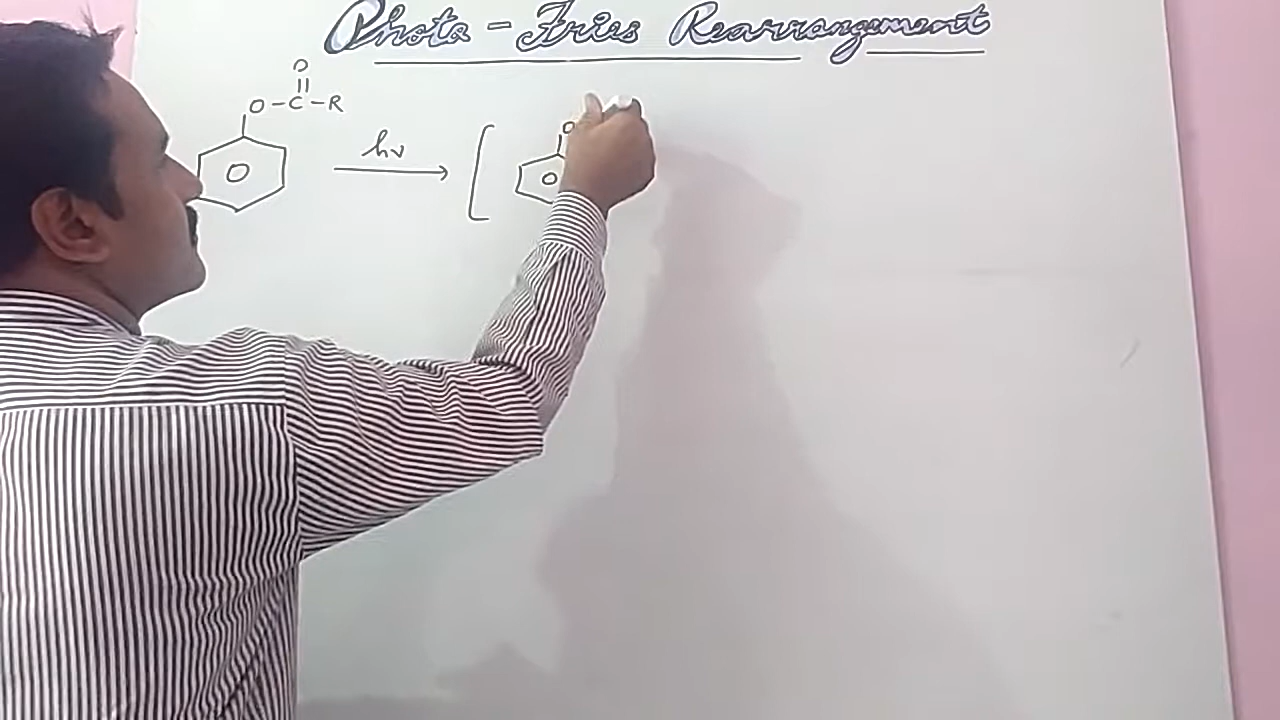 Photo - Fries Rearrangement
O
O - C - R
hν
[
O